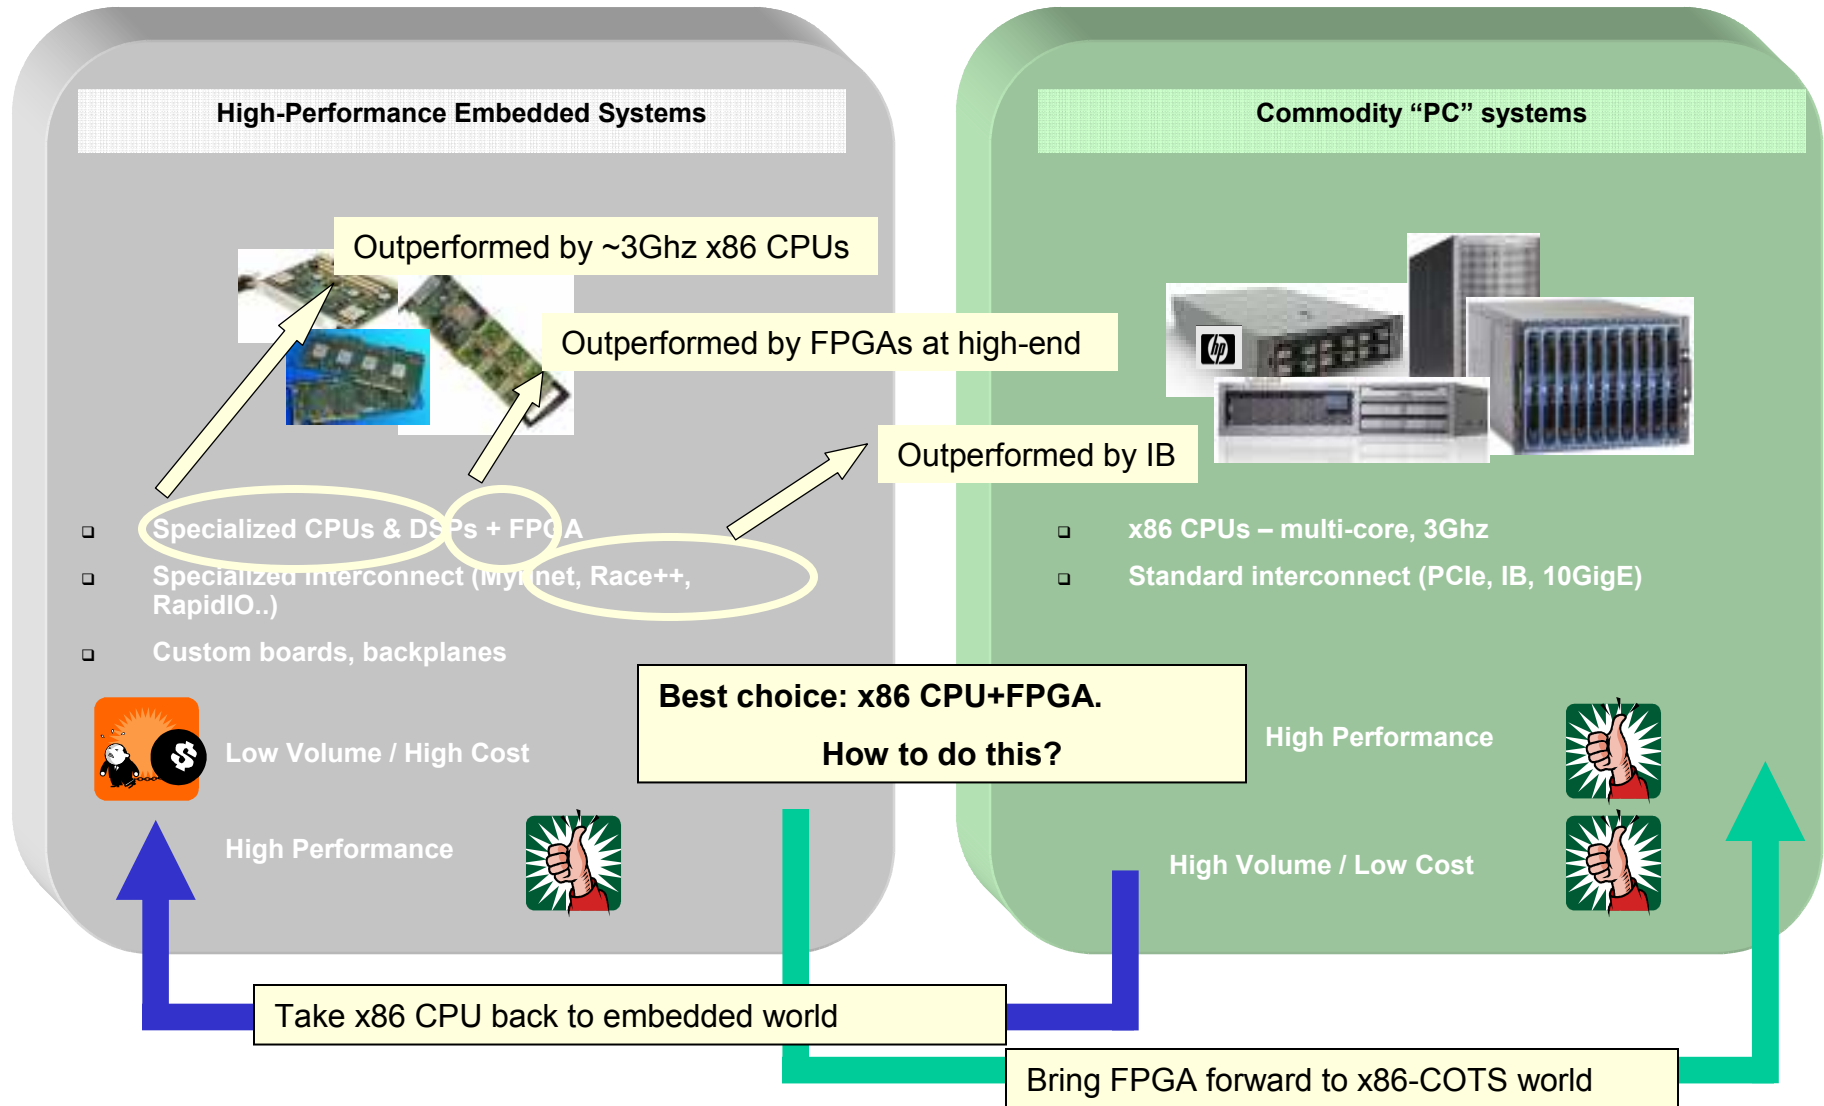 High-Performance Embedded Systems
Commodity “PC” systems
Outperformed by ~3Ghz x86 CPUs
Outperformed by FPGAs at high-end
hp
Outperformed by IB
Specialized CPUs & DSPs + FPGA
Specialized Interconnect (Myrinet, Race++,
RapidIO..)
Custom boards, backplanes
x86 CPUs – multi-core, 3Ghz
Standard interconnect (PCIe, IB, 10GigE)
Best choice: x86 CPU+FPGA.
How to do this?
$
Low Volume / High Cost
High Performance
High Performance
High Volume / Low Cost
Take x86 CPU back to embedded world
Bring FPGA forward to x86-COTS world